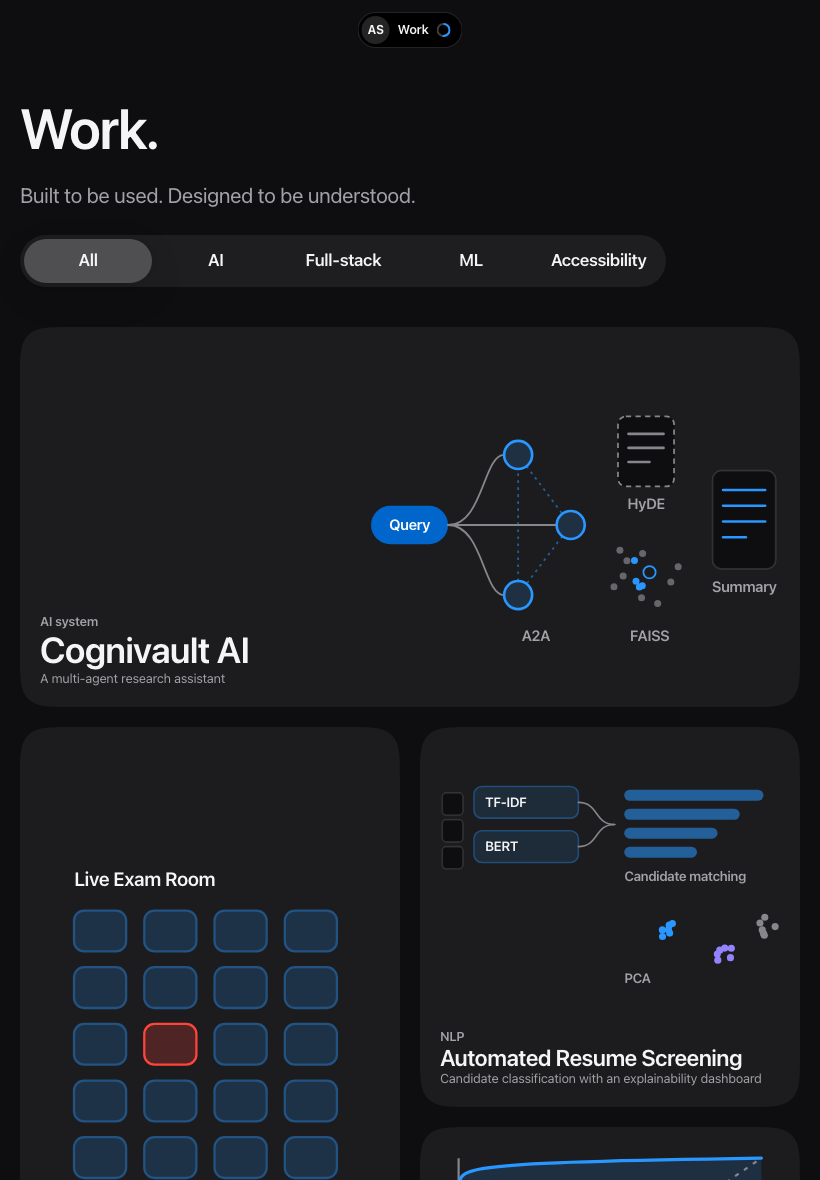 AS Work
Work.
Built to be used. Designed to be understood.
All AI Full-stack ML Accessibility
Query
HyDE
Summary
A2A FAISS
AI system
Cognivault AI
A multi-agent research assistant
Live Exam Room
TF-IDF
BERT
Candidate matching
PCA
NLP
Automated Resume Screening
Candidate classification with an explainability dashboard